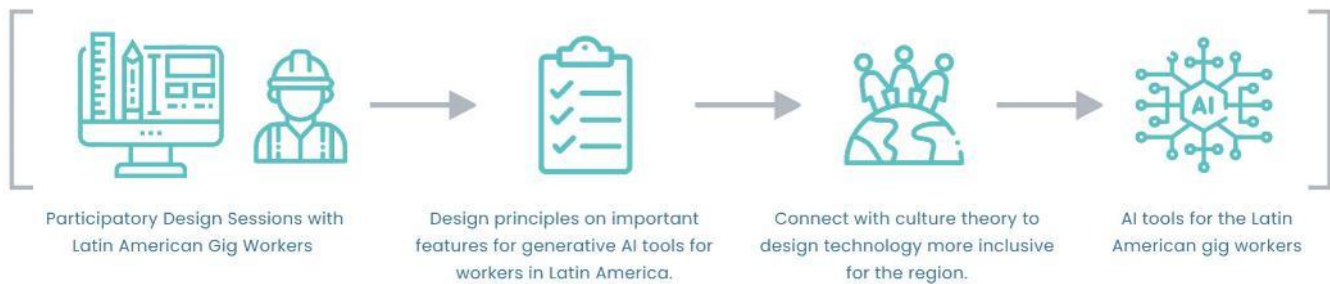 AI
Participatory Design Sessions with
Latin American Gig Workers
Design principles on important
features for generative AI tools for
workers in Latin America.
Connect with culture theory to
design technology more inclusive
for the region.
AI tools for the Latin
American gig workers